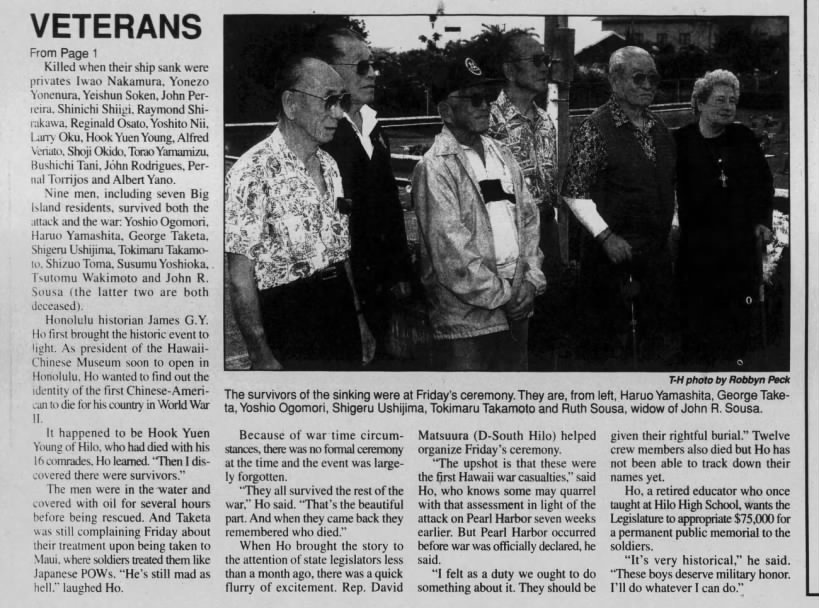 VETERANS
From Page 1
Killed when their ship sank were
privates Iwao Nakamura, Yonezo
Yonenura, Yeishun Soken, John Per-
reira, Shinichi Shiigi, Raymond Shi-
rakawa, Reginald Osato, Yoshito Nii,
Larry Oku, Hook Yuen Young, Alfred
Veriato, Shoji Okido, Torao Yamamizu,
Bushichi Tani, John Rodrigues, Per-
nal Torrijos and Albert Yano.
Nine men, including seven Big
Island residents, survived both the
attack and the war: Yoshio Ogomori,
Haruo Yamashita, George Taketa,
Shigeru Ushijima, Tokimaru Takamo-
to, Shizuo Toma, Susumu Yoshioka,
Tsutomu Wakimoto and John R.
Sousa (the latter two are both
deceased).
Honolulu historian James G.Y.
Ho first brought the historic event to
light. As president of the Hawaii-
Chinese Museum soon to open in
Honolulu, Ho wanted to find out the
identity of the first Chinese-Ameri-
can to die for his country in World War
II.
It happened to be Hook Yuen
Young of Hilo, who had died with his
16 comrades, Ho learned. "Then I dis-
covered there were survivors."
The men were in the water and
covered with oil for several hours
before being rescued. And Taketa
was still complaining Friday about
their treatment upon being taken to
Maui, where soldiers treated them like
Japanese POWs. "He's still mad as
hell." laughed Ho.
T-H photo by Robbyn Peck
The survivors of the sinking were at Friday's ceremony. They are, from left, Haruo Yamashita, George Take-
ta, Yoshio Ogomori, Shigeru Ushijima, Tokimaru Takamoto and Ruth Sousa, widow of John R. Sousa.
Because of war time circum-
stances, there was no formal ceremony
at the time and the event was large-
ly forgotten.
"They all survived the rest of the
war," Ho said. "That's the beautiful
part. And when they came back they
remembered who died."
When Ho brought the story to
the attention of state legislators less
than a month ago, there was a quick
flurry of excitement. Rep. David
Matsuura (D-South Hilo) helped
organize Friday's ceremony.
"The upshot is that these were
the first Hawaii war casualties," said
Ho, who knows some may quarrel
with that assessment in light of the
attack on Pearl Harbor seven weeks
earlier. But Pearl Harbor occurred
before war was officially declared, he
said.
"I felt as a duty we ought to do
something about it. They should be
given their rightful burial." Twelve
crew members also died but Ho has
not been able to track down their
names yet.
Ho, a retired educator who once
taught at Hilo High School, wants the
Legislature to appropriate $75,000 for
a permanent public memorial to the
soldiers.
"It's very historical," he said.
"These boys deserve military honor.
I'll do whatever I can do."